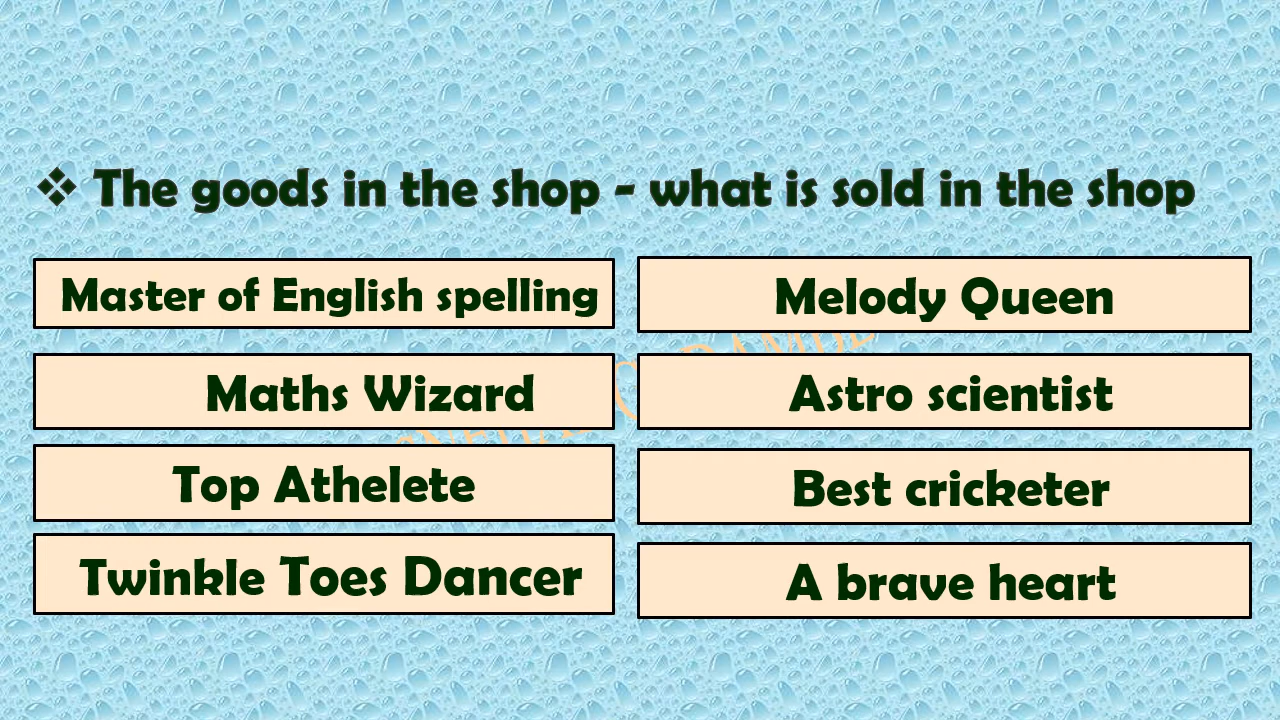 ❖ The goods in the shop - what is sold in the shop
Master of English spelling
Melody Queen
Maths Wizard
Astro scientist
Top Athelete
Best cricketer
Twinkle Toes Dancer
A brave heart